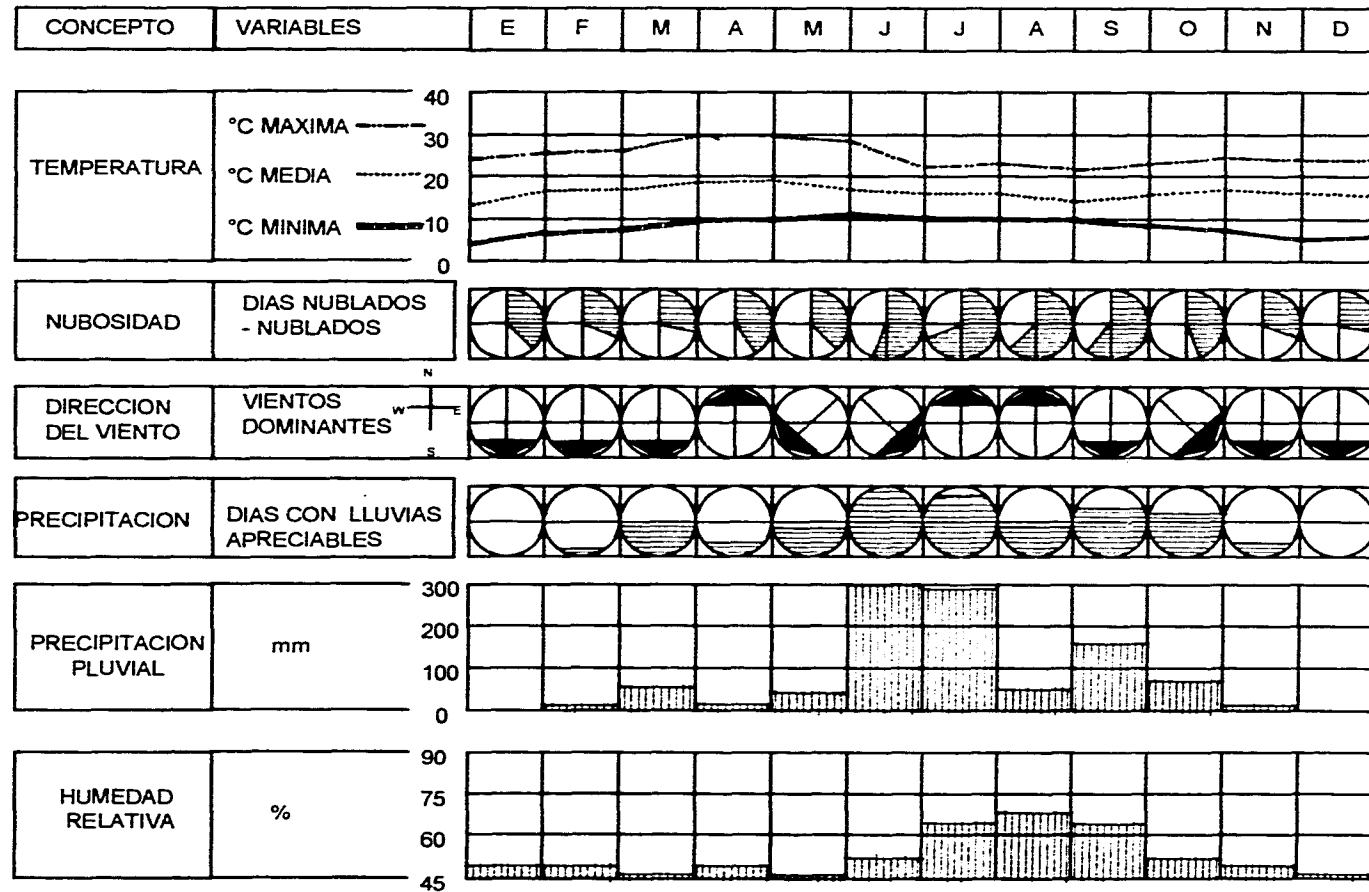 CONCEPTO VARIABLES E F M A M J J A S O N D
40
°C MAXIMA
30
TEMPERATURA
°C MEDIA
20
°C MINIMA
10
0
NUBOSIDAD
DIAS NUBLADOS
- NUBLADOS
DIRECCION
DEL VIENTO
VIENTOS
DOMINANTES
N
W E
S
PRECIPITACION
DIAS CON LLUVIAS
APRECIABLES
PRECIPITACION
PLUVIAL
mm
300
200
100
0
HUMEDAD
RELATIVA
%
90
75
60
45